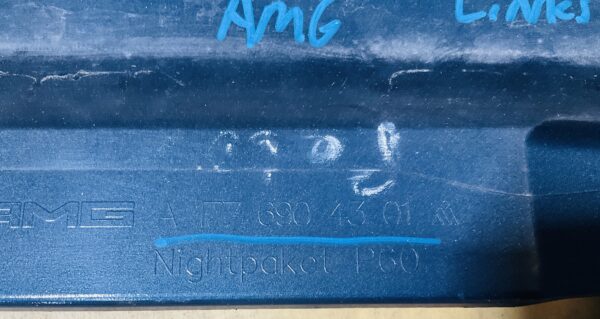 AMG LINKS
AMG A 177 690 43 01
Nightpaket P60